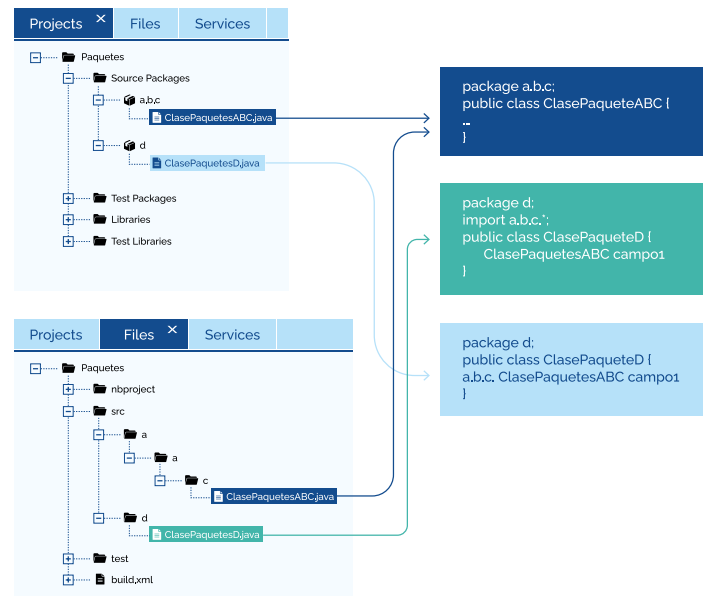 Projects × Files Services
Paquetes
Source Packages
a,b,c
ClasePaquetesABC.java
d
ClasePaquetesD.java
Test Packages
Libraries
Test Libraries
package a.b.c;
public class ClasePaqueteABC {
...
}
package d;
import a.b.c.*;
public class ClasePaqueteD {
ClasePaquetesABC campo1
}
package d;
public class ClasePaqueteD {
a.b.c. ClasePaquetesABC campo1
}
Projects Files × Services
Paquetes
nbproject
src
a
a
c
ClasePaquetesABC.java
d
ClasePaquetesD.java
test
build.xml